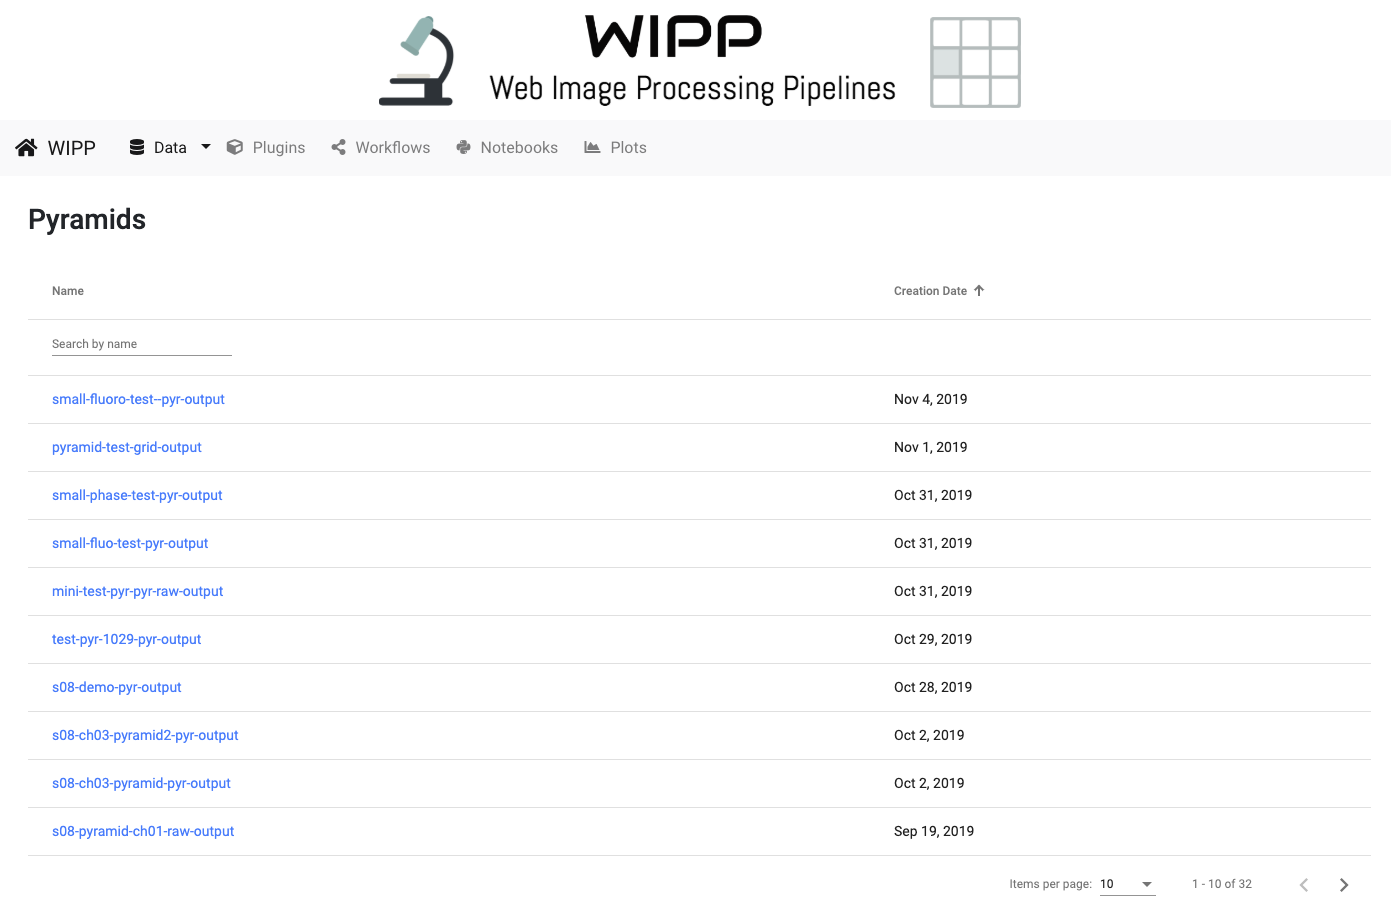 WIPP
Web Image Processing Pipelines
WIPP Data Plugins Workflows Notebooks Plots
Pyramids
Name Creation Date
Search by name
small-fluoro-test--pyr-output Nov 4, 2019
pyramid-test-grid-output Nov 1, 2019
small-phase-test-pyr-output Oct 31, 2019
small-fluo-test-pyr-output Oct 31, 2019
mini-test-pyr-pyr-raw-output Oct 31, 2019
test-pyr-1029-pyr-output Oct 29, 2019
s08-demo-pyr-output Oct 28, 2019
s08-ch03-pyramid2-pyr-output Oct 2, 2019
s08-ch03-pyramid-pyr-output Oct 2, 2019
s08-pyramid-ch01-raw-output Sep 19, 2019
Items per page: 10 1 - 10 of 32